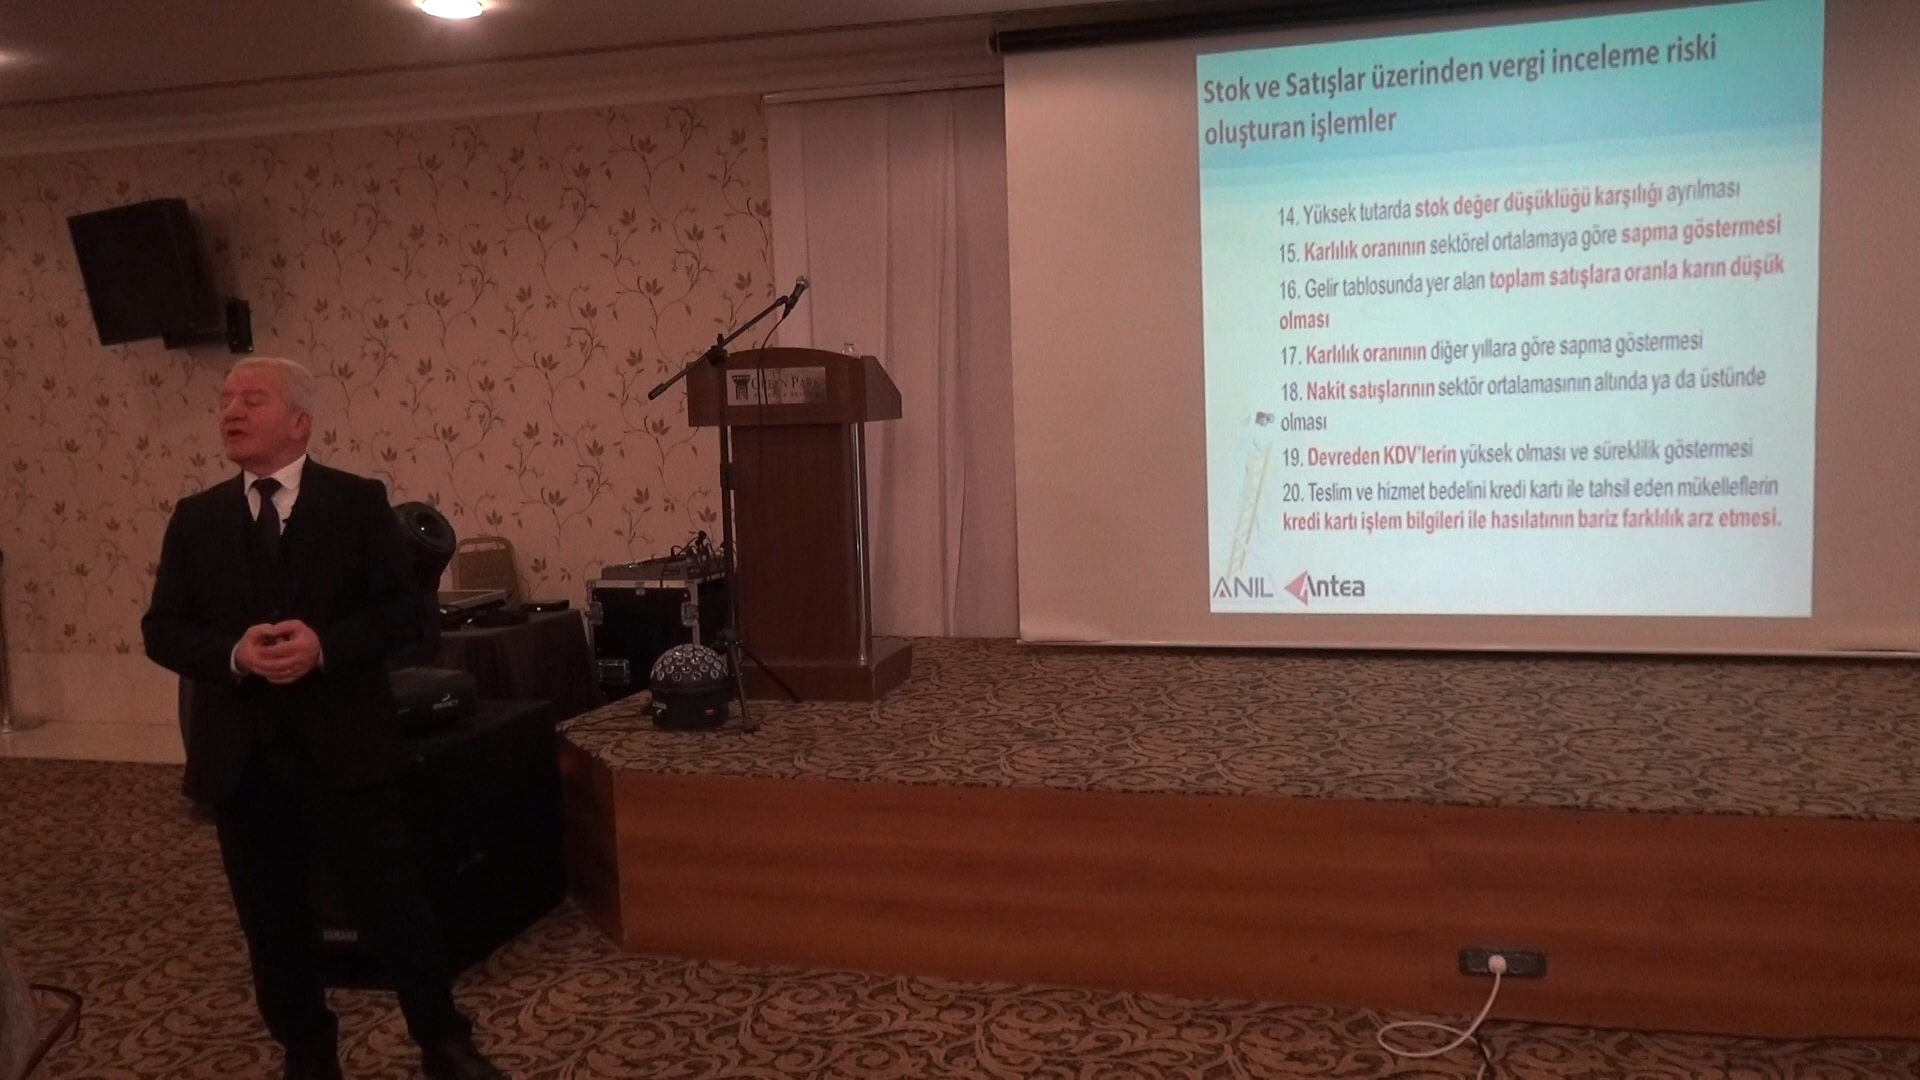 Stok ve Satışlar üzerinden vergi inceleme riski
oluşturan işlemler
14. Yüksek tutarda stok değer düşüklüğü karşılığı ayrılması
15. Karlılık oranının sektörel ortalamaya göre sapma göstermesi
16. Gelir tablosunda yer alan toplam satışlara oranla karın düşük
olması
17. Karlılık oranının diğer yıllara göre sapma göstermesi
18. Nakit satışlarının sektör ortalamasının altında ya da üstünde
olması
19. Devreden KDV'lerin yüksek olması ve süreklilik göstermesi
20. Teslim ve hizmet bedelini kredi kartı ile tahsil eden mükelleflerin
kredi kartı işlem bilgileri ile hasılatının bariz farklılık arz etmesi.
ANIL Antea
GREEN PARK
YAMAHA